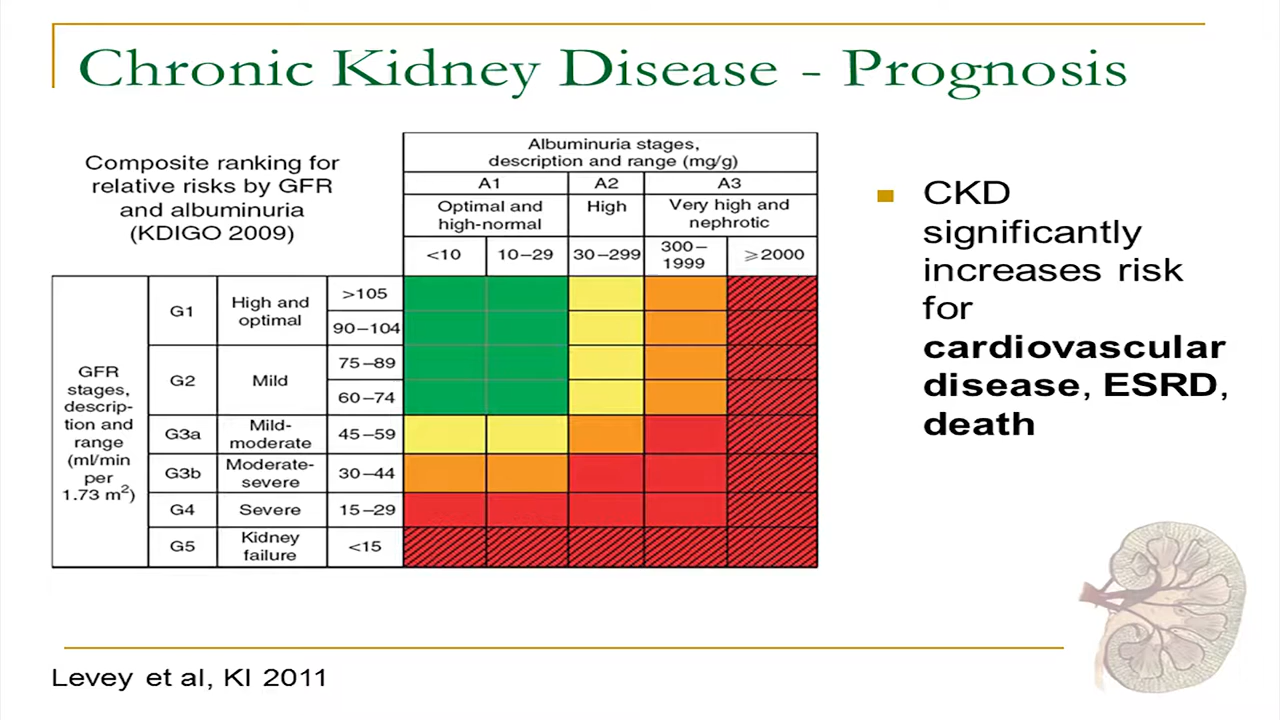 Chronic Kidney Disease - Prognosis
Composite ranking for
relative risks by GFR
and albuminuria
(KDIGO 2009)
Albuminuria stages,
description and range (mg/g)
A1 A2 A3
Optimal and
high-normal
High
Very high and
nephrotic
<10 10–29 30–299 300–
1999
⩾2000
GFR
stages,
descrip-
tion and
range
(ml/min
per
1.73 m²)
G1
High and
optimal
>105
90–104
G2
Mild
75–89
60–74
G3a
Mild-
moderate
45–59
G3b
Moderate-
severe
30–44
G4
Severe
15–29
G5
Kidney
failure
<15
CKD
significantly
increases risk
for
cardiovascular
disease, ESRD,
death
Levey et al, KI 2011